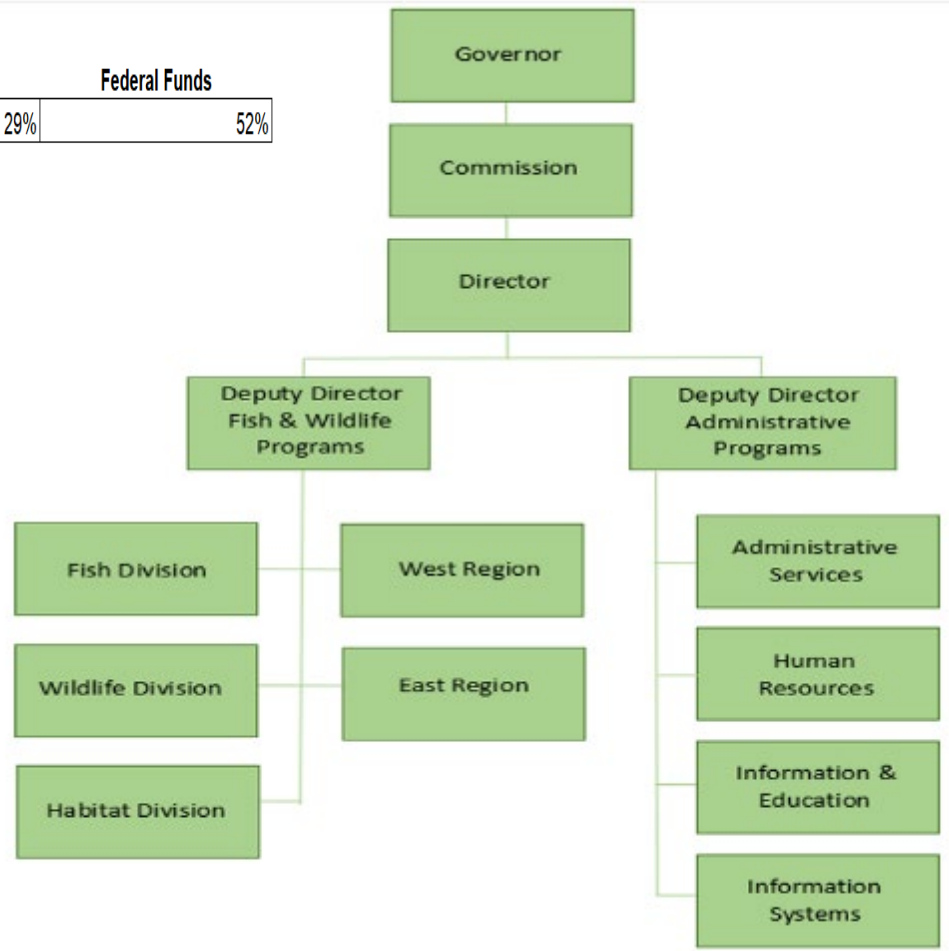 Federal Funds
29% 52%
Governor
Commission
Director
Deputy Director
Fish & Wildlife
Programs
Deputy Director
Administrative
Programs
Fish Division
West Region
Wildlife Division
East Region
Habitat Division
Administrative
Services
Human
Resources
Information &
Education
Information
Systems